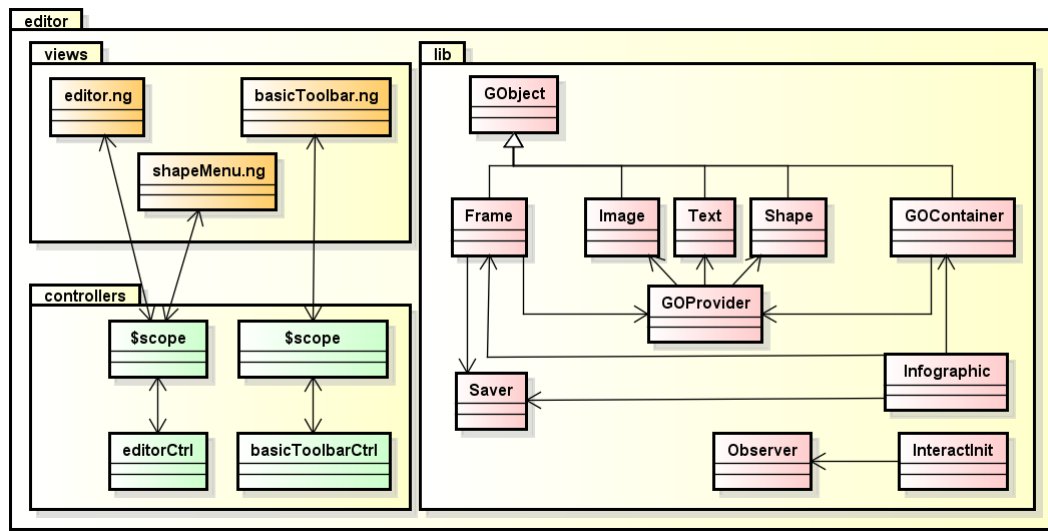 editor
views
editor.ng
basicToolbar.ng
shapeMenu.ng
controllers
$scope
$scope
editorCtrl
basicToolbarCtrl
lib
GObject
Frame
Image
Text
Shape
GOContainer
GOProvider
Infographic
Saver
Observer
InteractInit